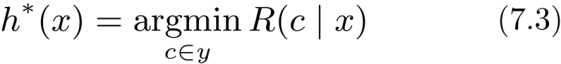 h*(x) = argmin R(c | x) (7.3)
c∈y